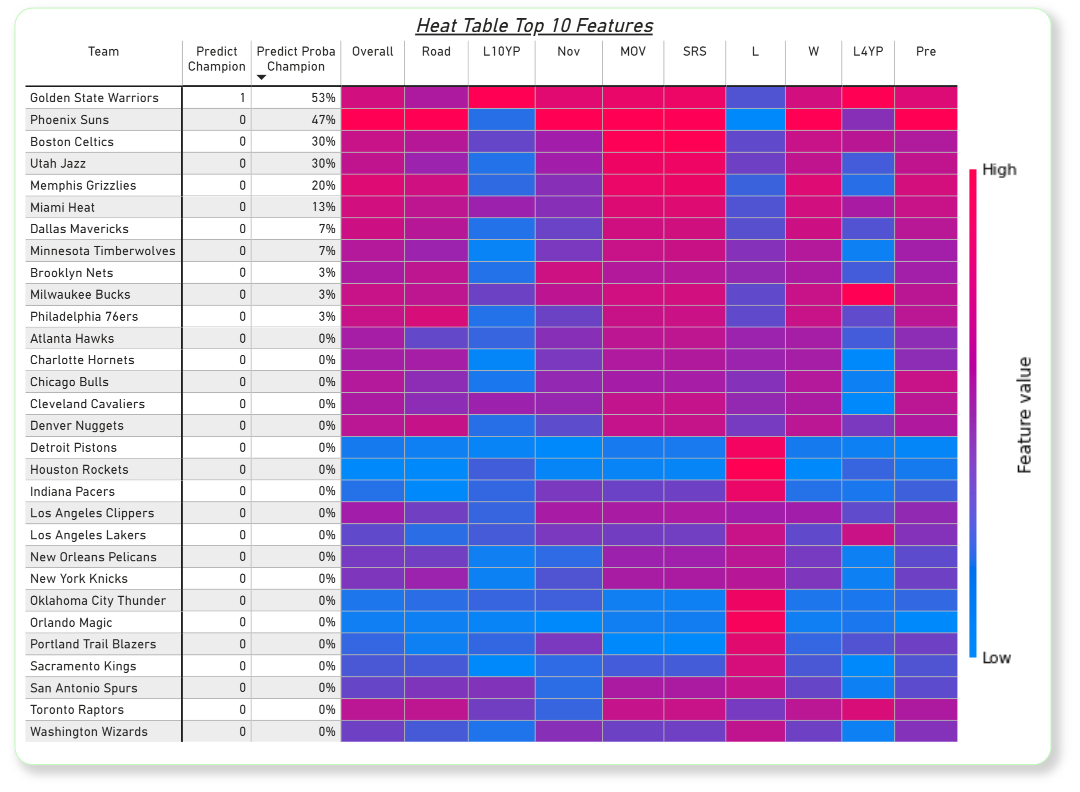 Heat Table Top 10 Features
Team Predict Champion Predict Proba Champion Overall Road L10YP Nov MOV SRS L W L4YP Pre
Golden State Warriors 1 53%
Phoenix Suns 0 47%
Boston Celtics 0 30%
Utah Jazz 0 30%
Memphis Grizzlies 0 20%
Miami Heat 0 13%
Dallas Mavericks 0 7%
Minnesota Timberwolves 0 7%
Brooklyn Nets 0 3%
Milwaukee Bucks 0 3%
Philadelphia 76ers 0 3%
Atlanta Hawks 0 0%
Charlotte Hornets 0 0%
Chicago Bulls 0 0%
Cleveland Cavaliers 0 0%
Denver Nuggets 0 0%
Detroit Pistons 0 0%
Houston Rockets 0 0%
Indiana Pacers 0 0%
Los Angeles Clippers 0 0%
Los Angeles Lakers 0 0%
New Orleans Pelicans 0 0%
New York Knicks 0 0%
Oklahoma City Thunder 0 0%
Orlando Magic 0 0%
Portland Trail Blazers 0 0%
Sacramento Kings 0 0%
San Antonio Spurs 0 0%
Toronto Raptors 0 0%
Washington Wizards 0 0%
High
Feature value
Low